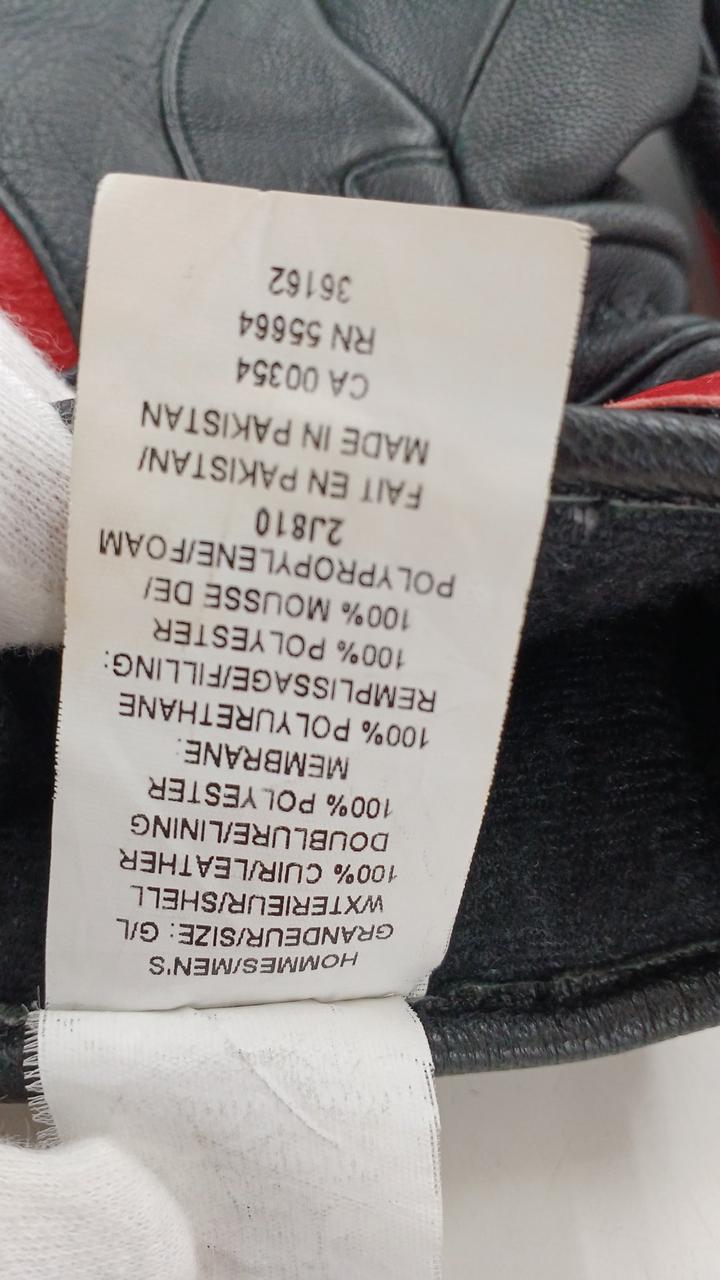 HOMMES/MEN'S
GRANDEUR/SIZE: G/L
WXTERIEUR/SHELL
100% CUIR/LEATHER
DOUBLURE/LINING
100% POLYESTER
MEMBRANE:
100% POLYURETHANE
REMPLISSAGE/FILLING:
100% POLYESTER
100% MOUSSE DE/
POLYPROPYLENE/FOAM
2J810
FAIT EN PAKISTAN/
MADE IN PAKISTAN
CA 00354
RN 55664
36162